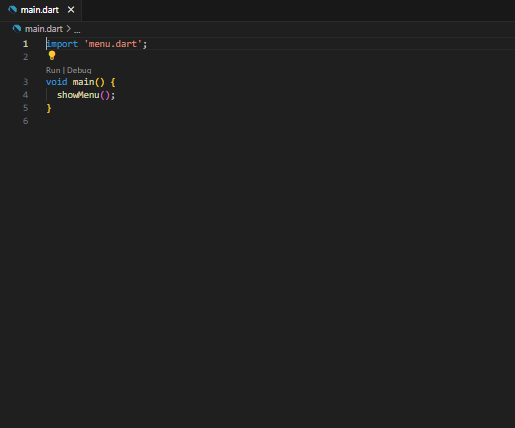 main.dart
main.dart > ...
1 import 'menu.dart';
2
Run | Debug
3 void main() {
4 showMenu();
5 }
6